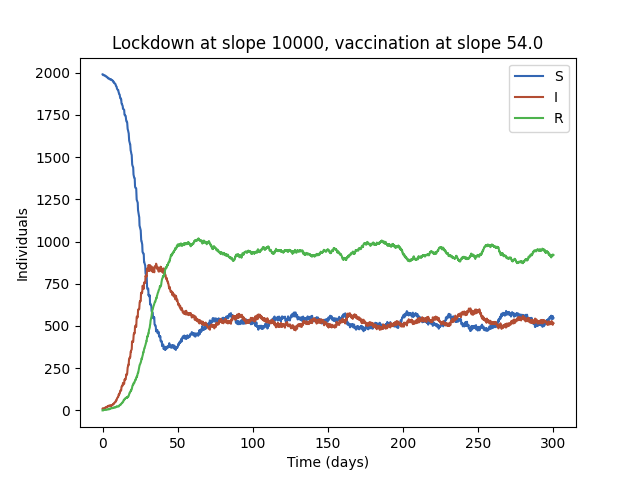 Lockdown at slope 10000, vaccination at slope 54.0
S
I
R
2000
1750
1500
1250
1000
750
500
250
0
Individuals
0 50 100 150 200 250 300
Time (days)